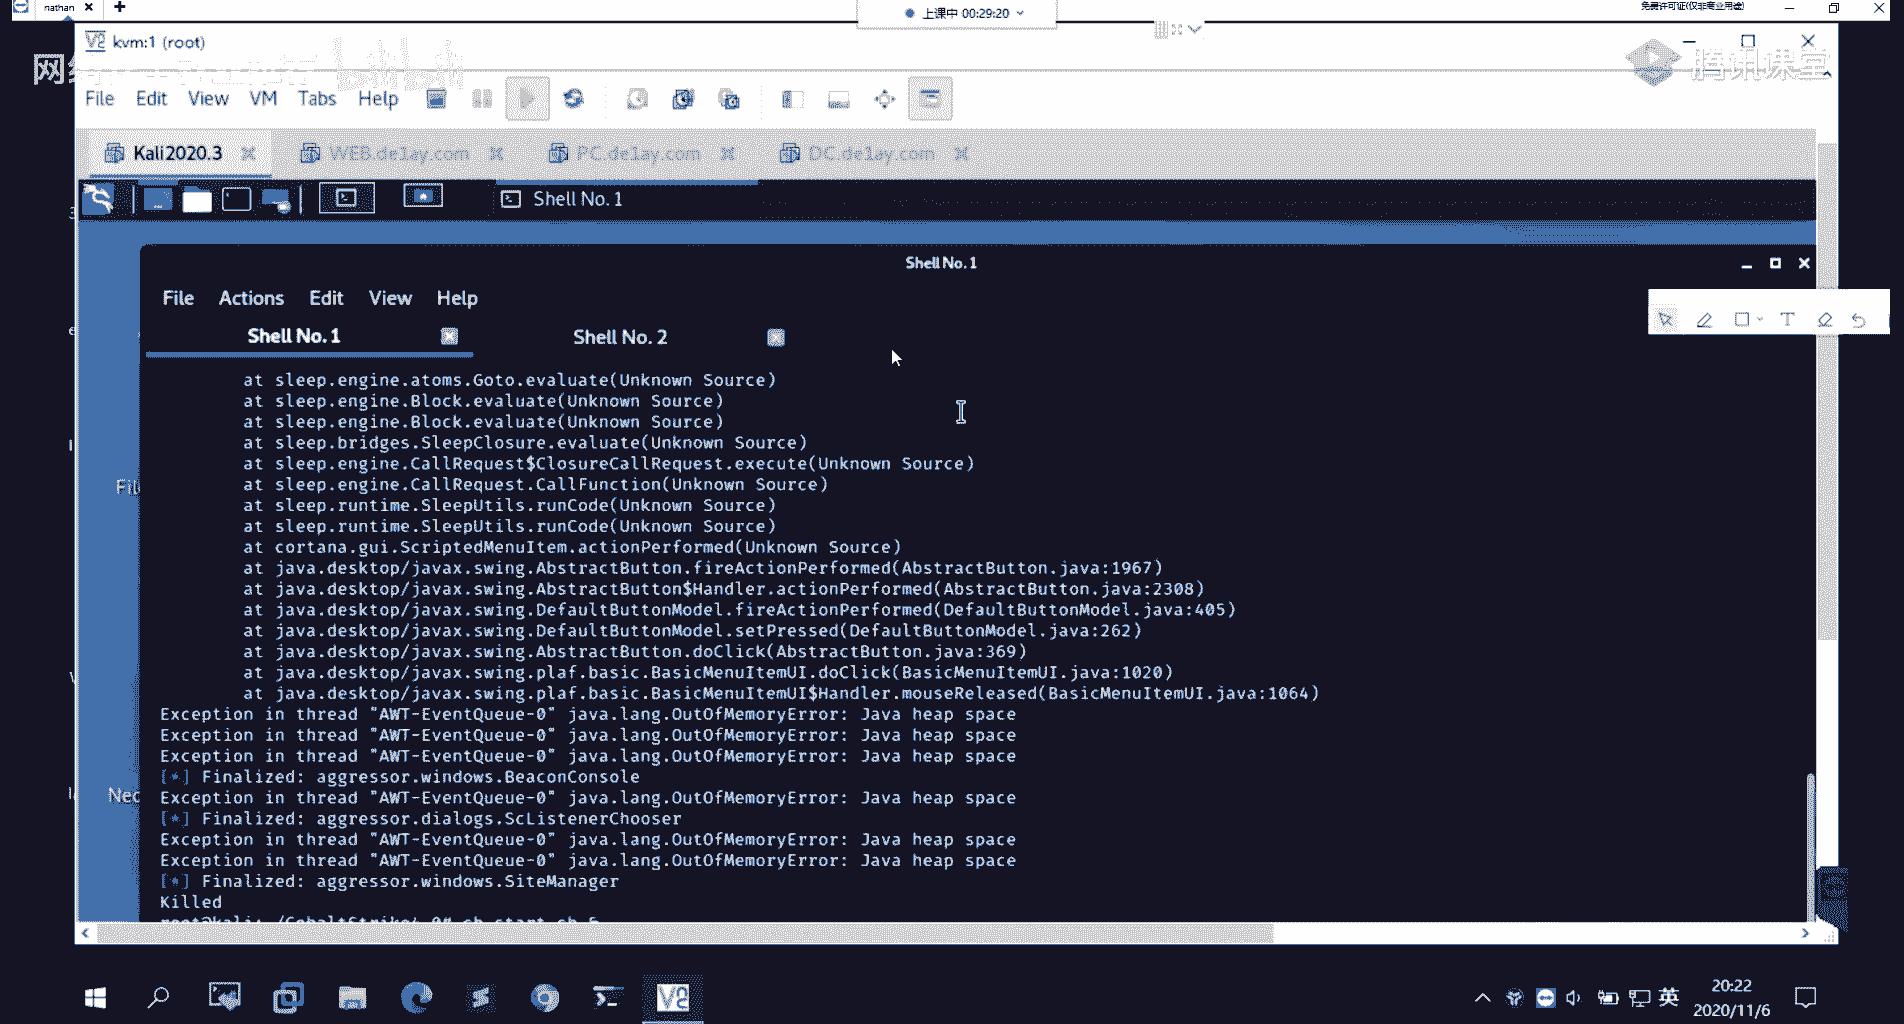 nathan
上课中 00:29:20
免费许可证(仅非商业用途)
kvm:1 (root)
腾讯课堂
网
File Edit View VM Tabs Help
Kali2020.3 WEB.de1ay.com PC.de1ay.com DC.de1ay.com
Shell No. 1
Shell No. 1
File Actions Edit View Help
Shell No. 1 Shell No. 2
at sleep.engine.atoms.Goto.evaluate(Unknown Source)
at sleep.engine.Block.evaluate(Unknown Source)
at sleep.engine.Block.evaluate(Unknown Source)
at sleep.bridges.SleepClosure.evaluate(Unknown Source)
at sleep.engine.CallRequest$ClosureCallRequest.execute(Unknown Source)
at sleep.engine.CallRequest.CallFunction(Unknown Source)
at sleep.runtime.SleepUtils.runCode(Unknown Source)
at sleep.runtime.SleepUtils.runCode(Unknown Source)
at cortana.gui.ScriptedMenuItem.actionPerformed(Unknown Source)
at java.desktop/javax.swing.AbstractButton.fireActionPerformed(AbstractButton.java:1967)
at java.desktop/javax.swing.AbstractButton$Handler.actionPerformed(AbstractButton.java:2308)
at java.desktop/javax.swing.DefaultButtonModel.fireActionPerformed(DefaultButtonModel.java:405)
at java.desktop/javax.swing.DefaultButtonModel.setPressed(DefaultButtonModel.java:262)
at java.desktop/javax.swing.AbstractButton.doClick(AbstractButton.java:369)
at java.desktop/javax.swing.plaf.basic.BasicMenuItemUI.doClick(BasicMenuItemUI.java:1020)
at java.desktop/javax.swing.plaf.basic.BasicMenuItemUI$Handler.mouseReleased(BasicMenuItemUI.java:1064)
Exception in thread "AWT-EventQueue-0" java.lang.OutOfMemoryError: Java heap space
Exception in thread "AWT-EventQueue-0" java.lang.OutOfMemoryError: Java heap space
Exception in thread "AWT-EventQueue-0" java.lang.OutOfMemoryError: Java heap space
[*] Finalized: aggressor.windows.BeaconConsole
Exception in thread "AWT-EventQueue-0" java.lang.OutOfMemoryError: Java heap space
[*] Finalized: aggressor.dialogs.ScListenerChooser
Exception in thread "AWT-EventQueue-0" java.lang.OutOfMemoryError: Java heap space
Exception in thread "AWT-EventQueue-0" java.lang.OutOfMemoryError: Java heap space
[*] Finalized: aggressor.windows.SiteManager
Killed
英
20:22
2020/11/6